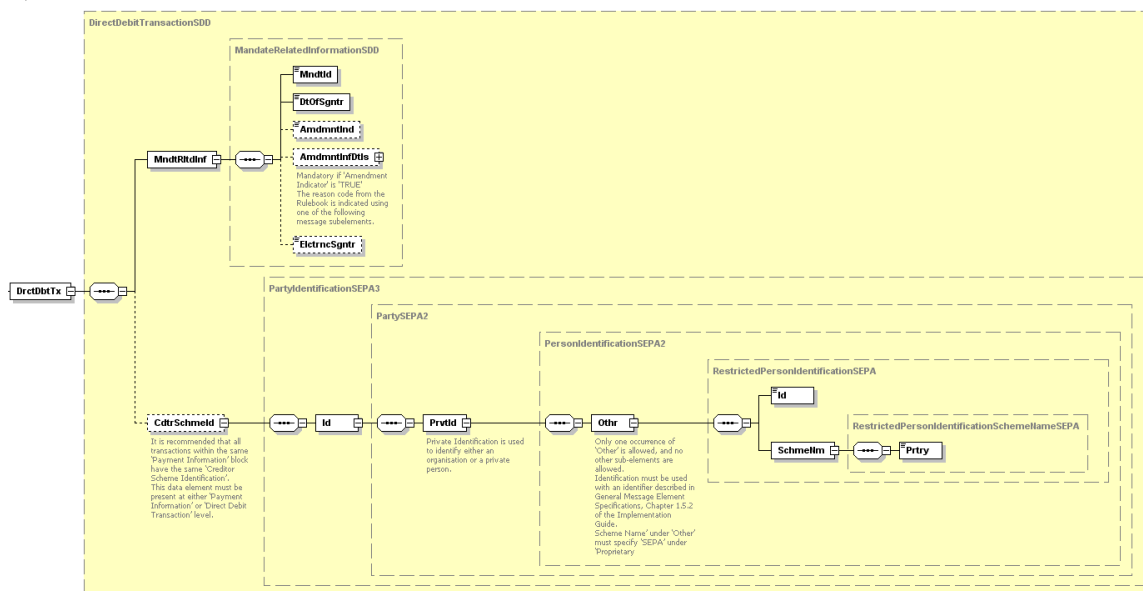 DirectDebitTransactionSDD
MandateRelatedInformationSDD
MndtId
DtOfSgntr
AmdmntInd
MndtRltdInf
AmdmntInfDtls
Mandatory if 'Amendment
Indicator' is 'TRUE'
The reason code from the
Rulebook is indicated using
one of the following
message subelements.
ElctrncSgntr
DrctDbtTx
PartyIdentificationSEPA3
PartySEPA2
PersonIdentificationSEPA2
RestrictedPersonIdentificationSEPA
Id
RestrictedPersonIdentificationSchemeNameSEPA
CdtrSchmeId
Id
PrvtId
Othr
SchmeNm
Prtry
It is recommended that all
transactions within the same
'Payment Information' block
have the same 'Creditor
Scheme Identification'.
This data element must be
present at either 'Payment
Information' or 'Direct Debit
Transaction' level.
Private Identification is used
to identify either an
organisation or a private
person.
Only one occurrence of
'Other' is allowed, and no
other sub-elements are
allowed.
Identification must be used
with an identifier described in
General Message Element
Specifications, Chapter 1.5.2
of the Implementation
Guide.
Scheme Name' under 'Other'
must specify 'SEPA' under
'Proprietary